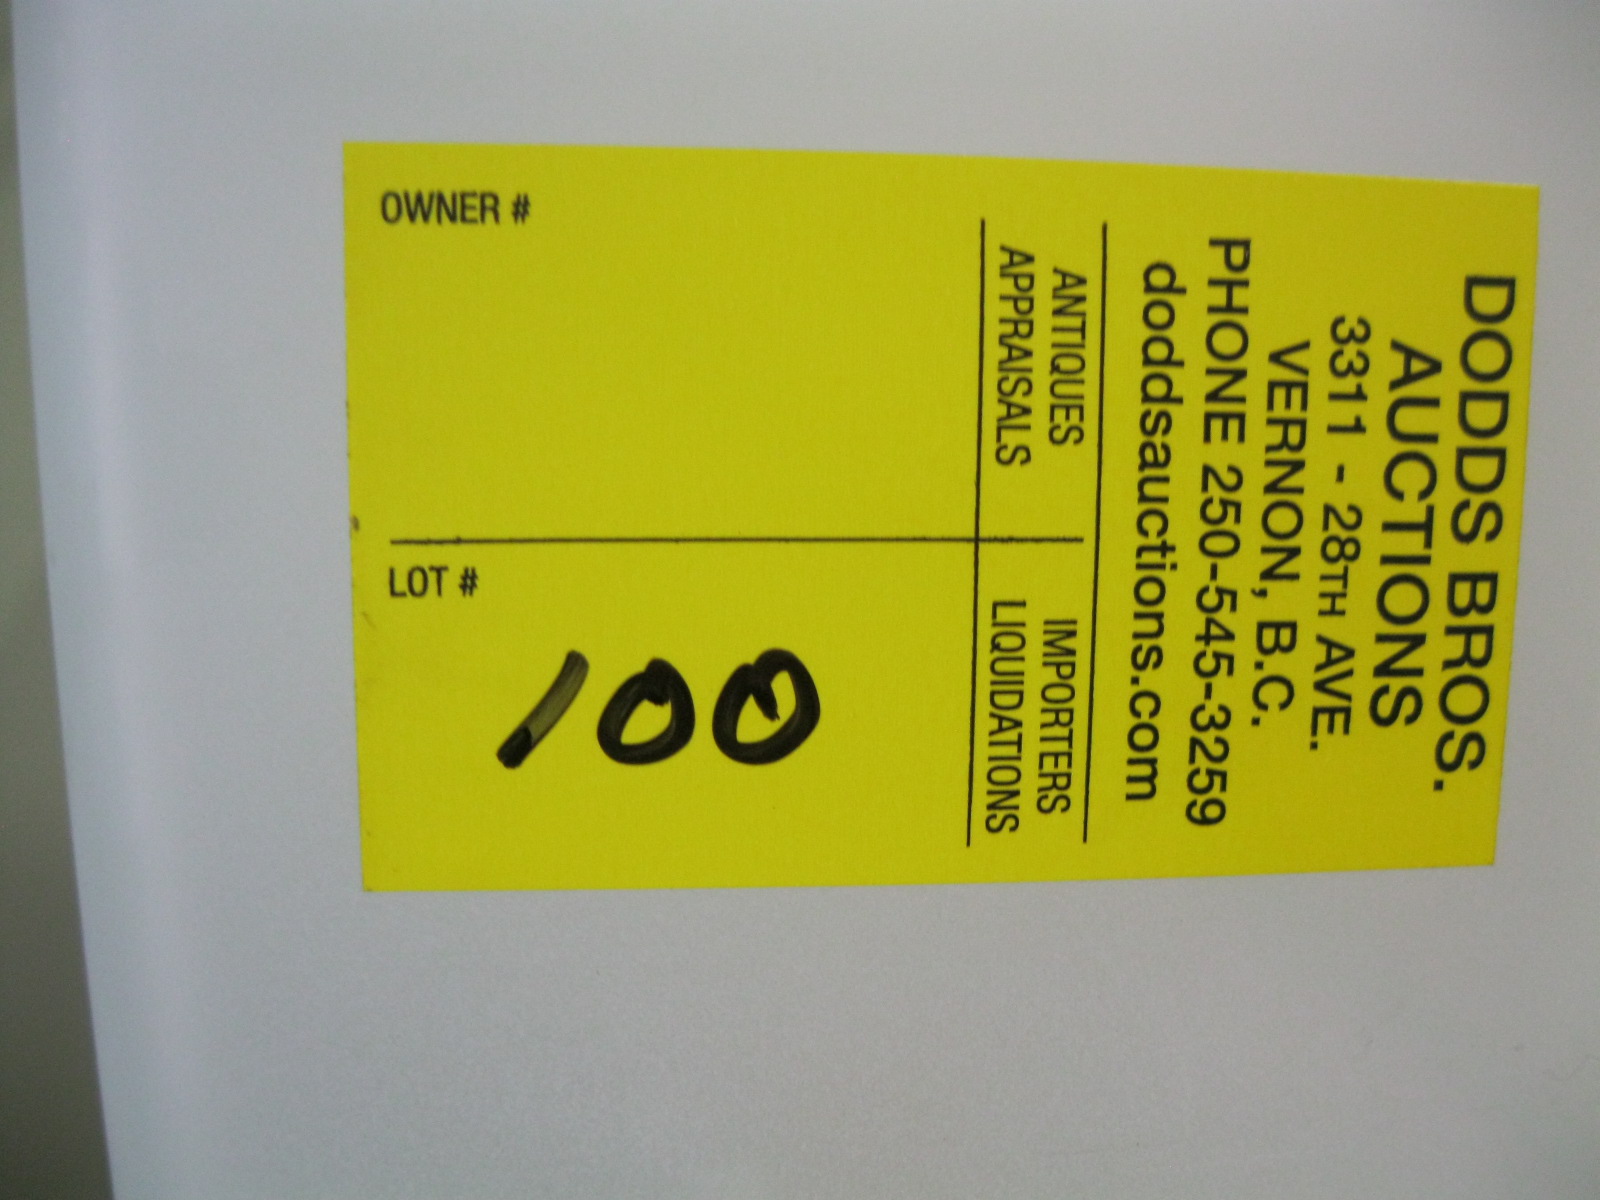 DODDS BROS.
AUCTIONS
3311 - 28TH AVE.
VERNON, B.C.
PHONE 250-545-3259
doddsauctions.com
ANTIQUES
APPRAISALS
IMPORTERS
LIQUIDATIONS
OWNER #
LOT #
100